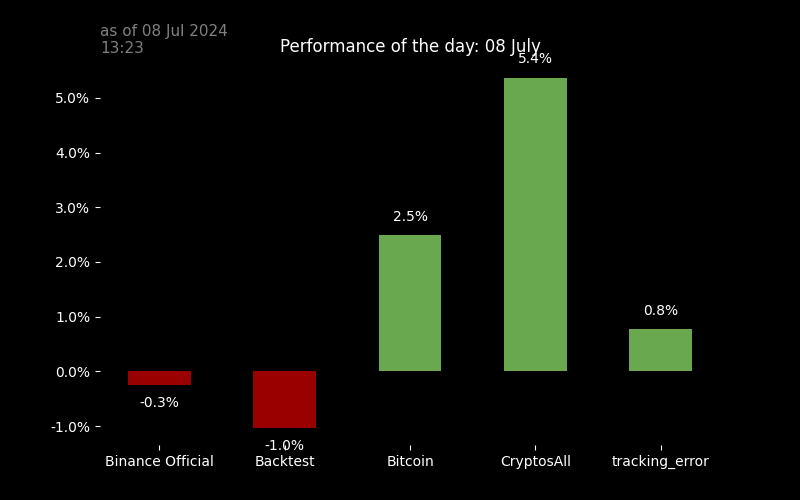 as of 08 Jul 2024
13:23
Performance of the day: 08 July
5.4%
5.0%
4.0%
3.0%
2.5%
2.0%
1.0%
0.8%
0.0%
-0.3%
-1.0%
-1.0%
Binance Official
Backtest
Bitcoin
CryptosAll
tracking_error